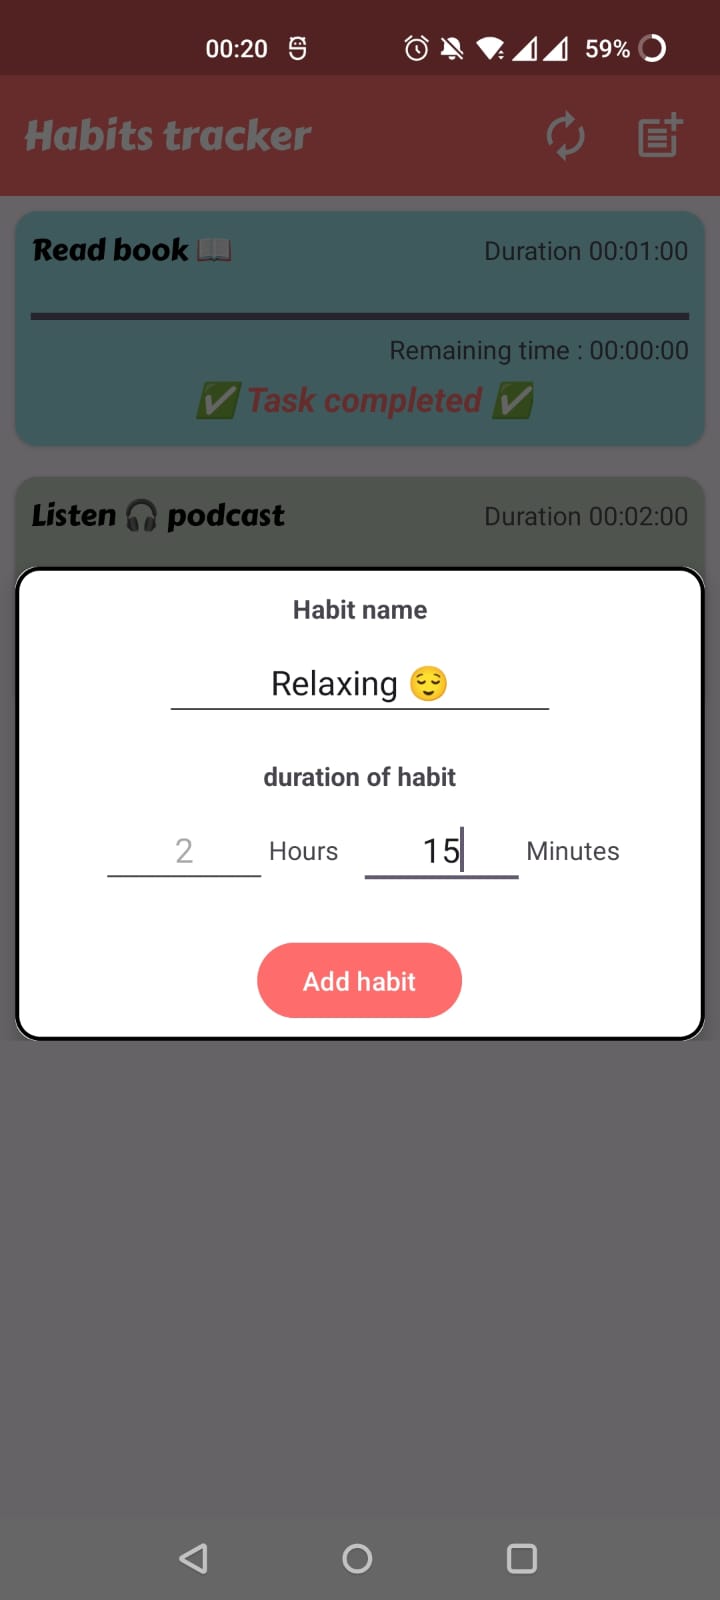 00:20 59%
Habits tracker
Read book 📖 Duration 00:01:00
Remaining time : 00:00:00
✅ Task completed ✅
Listen 🎧 podcast Duration 00:02:00
Habit name
Relaxing 😌
duration of habit
2 Hours 15 Minutes
Add habit